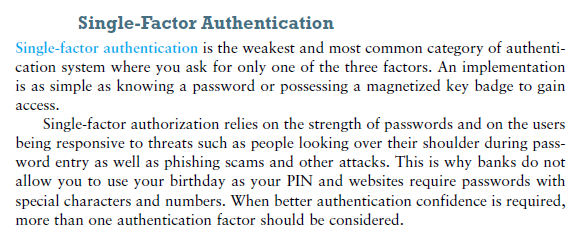 Single-Factor Authentication
Single-factor authentication is the weakest and most common category of authenti-
cation system where you ask for only one of the three factors. An implementation
is as simple as knowing a password or possessing a magnetized key badge to gain
access.
Single-factor authorization relies on the strength of passwords and on the users
being responsive to threats such as people looking over their shoulder during pass-
word entry as well as phishing scams and other attacks. This is why banks do not
allow you to use your birthday as your PIN and websites require passwords with
special characters and numbers. When better authentication confidence is required,
more than one authentication factor should be considered.